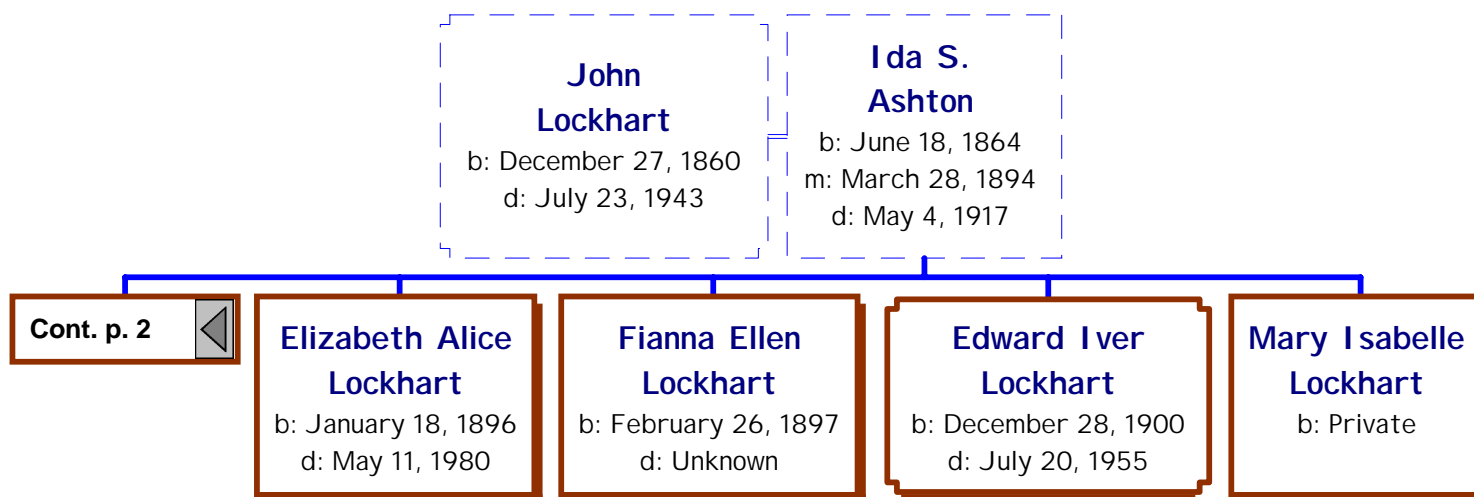 John
Lockhart
b: December 27, 1860
d: July 23, 1943
Ida S.
Ashton
b: June 18, 1864
m: March 28, 1894
d: May 4, 1917
Cont. p. 2
Elizabeth Alice
Lockhart
b: January 18, 1896
d: May 11, 1980
Fianna Ellen
Lockhart
b: February 26, 1897
d: Unknown
Edward Iver
Lockhart
b: December 28, 1900
d: July 20, 1955
Mary Isabelle
Lockhart
b: Private